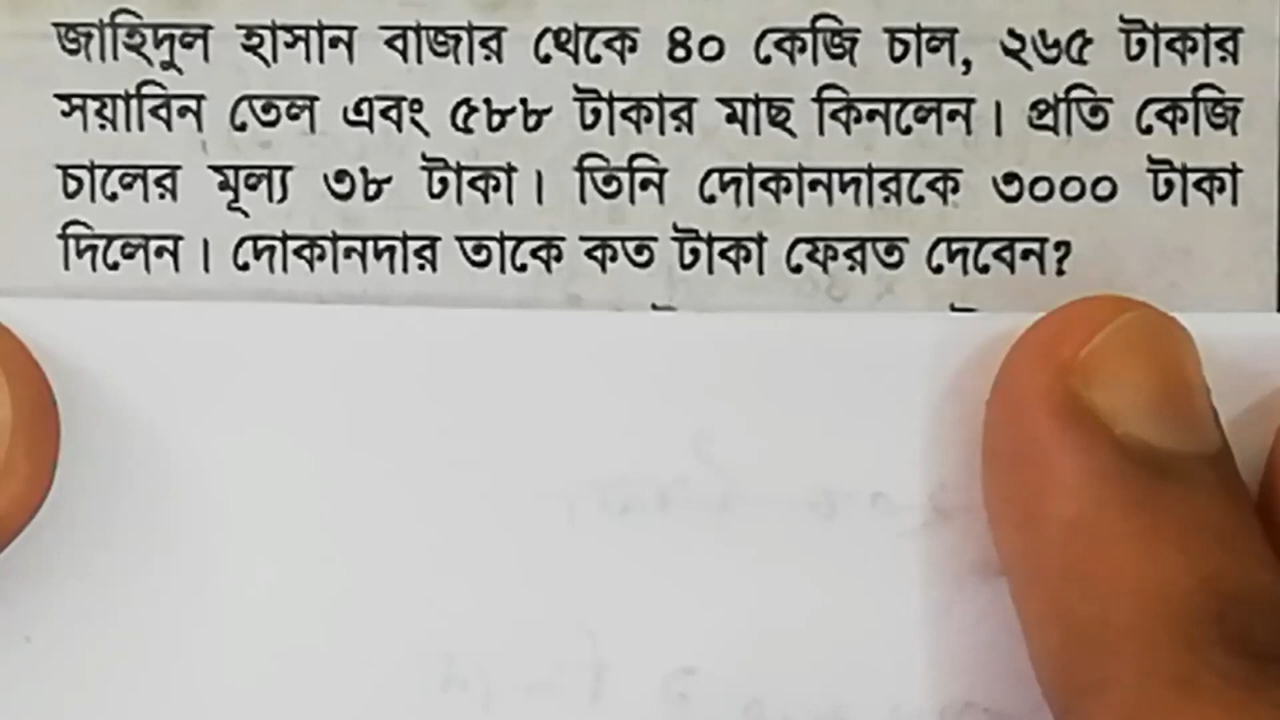 জাহিদুল হাসান বাজার থেকে ৪০ কেজি চাল, ২৬৫ টাকার
সয়াবিন তেল এবং ৫৮৮ টাকার মাছ কিনলেন। প্রতি কেজি
চালের মূল্য ৩৮ টাকা। তিনি দোকানদারকে ৩০০০ টাকা
দিলেন। দোকানদার তাকে কত টাকা ফেরত দেবেন?